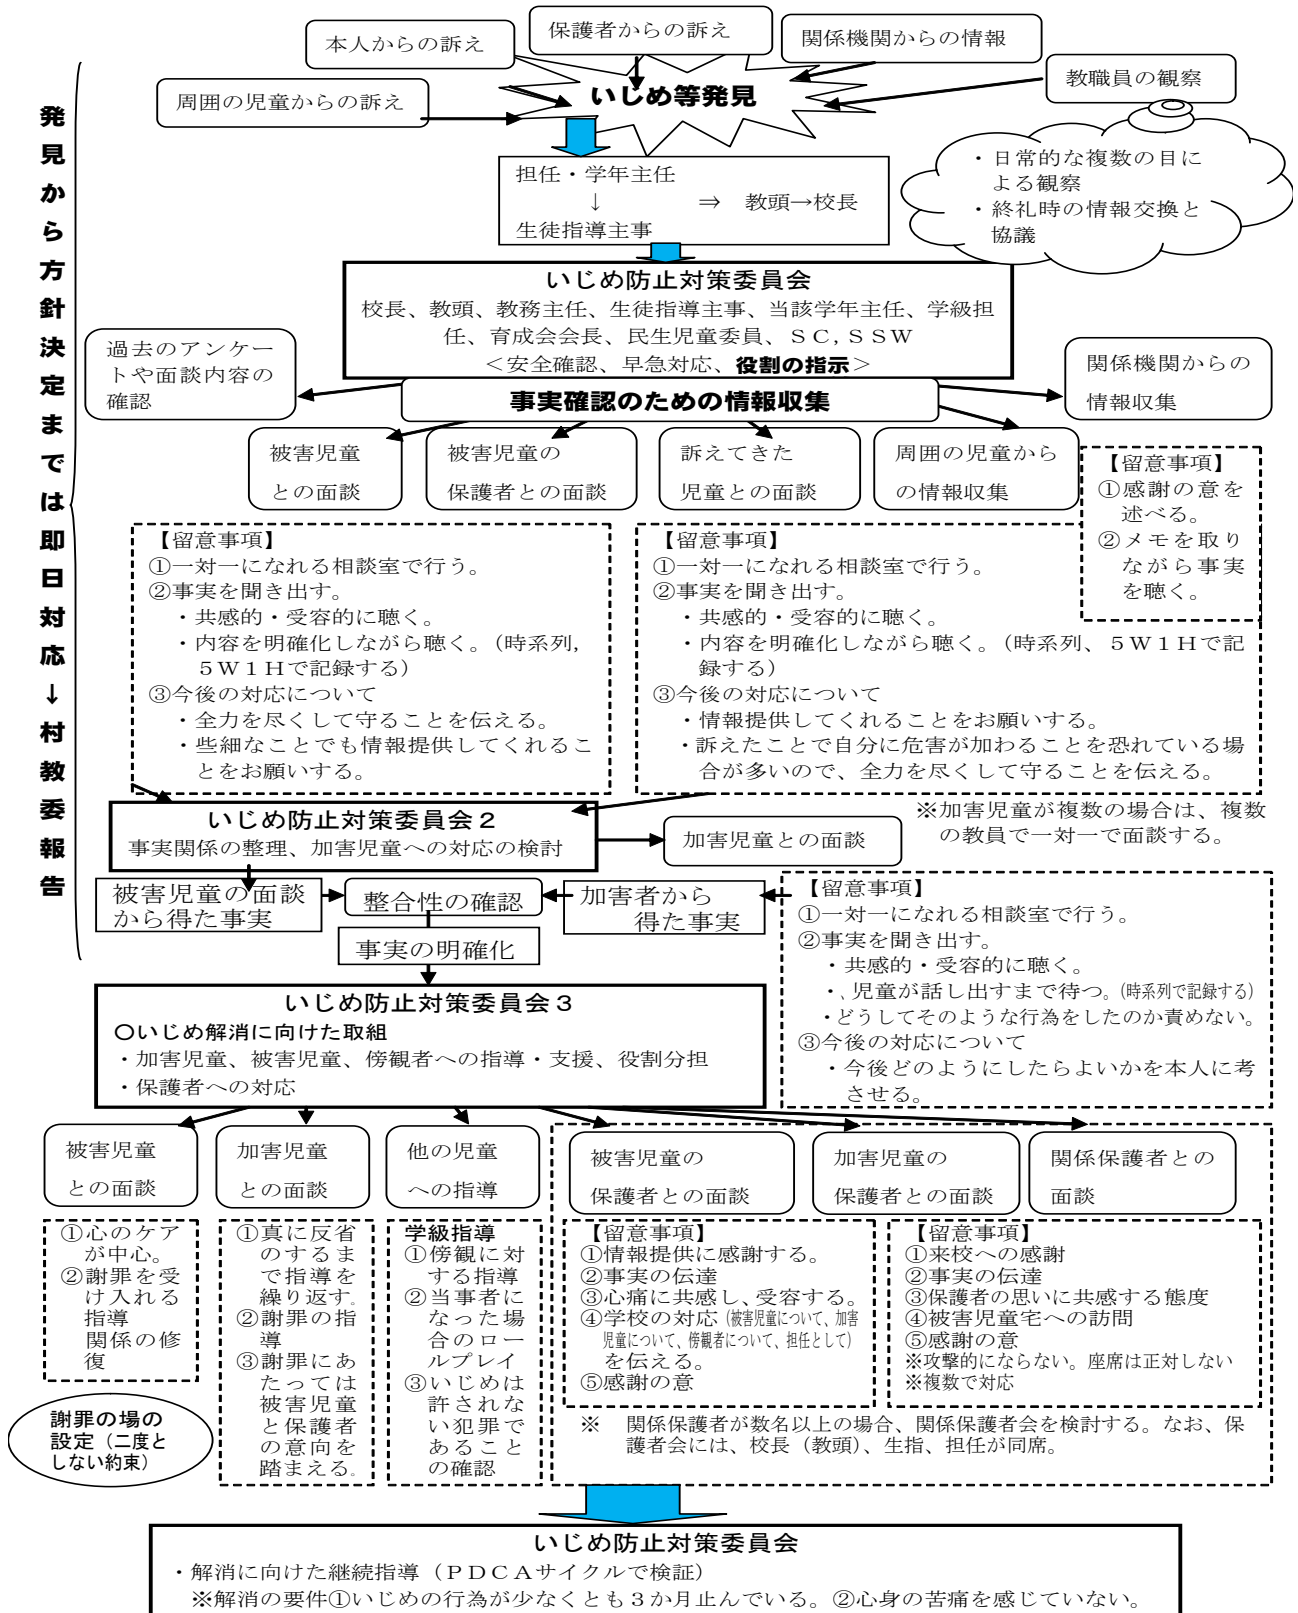 本人からの訴え
保護者からの訴え
関係機関からの情報
周囲の児童からの訴え
いじめ等発見
教職員の観察
・日常的な複数の目に
よる観察
・終礼時の情報交換と
協議
発見から方針決定までは即日対応→村教委報告
担任・学年主任
↓ ⇒ 教頭→校長
生徒指導主事
いじめ防止対策委員会
校長、教頭、教務主任、生徒指導主事、当該学年主任、学級担
任、育成会会長、民生児童委員、ＳＣ,ＳＳＷ
＜安全確認、早急対応、役割の指示＞
過去のアンケー
トや面談内容の
確認
事実確認のための情報収集
関係機関からの
情報収集
被害児童
との面談
被害児童の
保護者との面談
訴えてきた
児童との面談
周囲の児童から
の情報収集
【留意事項】
①感謝の意を
述べる。
②メモを取り
ながら事実
を聴く。
【留意事項】
①一対一になれる相談室で行う。
②事実を聞き出す。
・共感的・受容的に聴く。
・内容を明確化しながら聴く。（時系列,
５Ｗ１Ｈで記録する）
③今後の対応について
・全力を尽くして守ることを伝える。
・些細なことでも情報提供してくれるこ
とをお願いする。
【留意事項】
①一対一になれる相談室で行う。
②事実を聞き出す。
・共感的・受容的に聴く。
・内容を明確化しながら聴く。（時系列、５Ｗ１Ｈで記
録する）
③今後の対応について
・情報提供してくれることをお願いする。
・訴えたことで自分に危害が加わることを恐れている場
合が多いので、全力を尽くして守ることを伝える。
いじめ防止対策委員会２
事実関係の整理、加害児童への対応の検討
加害児童との面談
※加害児童が複数の場合は、複数
の教員で一対一で面談する。
被害児童の面談
から得た事実
整合性の確認
加害者から
得た事実
事実の明確化
【留意事項】
①一対一になれる相談室で行う。
②事実を聞き出す。
・共感的・受容的に聴く。
・、児童が話し出すまで待つ。（時系列で記録する）
・どうしてそのような行為をしたのか責めない。
③今後の対応について
・今後どのようにしたらよいかを本人に考
させる。
いじめ防止対策委員会３
〇いじめ解消に向けた取組
・加害児童、被害児童、傍観者への指導・支援、役割分担
・保護者への対応
被害児童
との面談
加害児童
との面談
他の児童
への指導
被害児童の
保護者との面談
加害児童の
保護者との面談
関係保護者との
面談
①心のケア
が中心。
②謝罪を受
け入れる
指導
関係の修
復
①真に反省
のするま
で指導を
繰り返す。
②謝罪の指
導
③謝罪にあ
たっては
被害児童
と保護者
の意向を
踏まえる。
学級指導
①傍観に対
する指導
②当事者に
なった場
合のロー
ルプレイ
③いじめは
許されな
い犯罪で
あること
の確認
【留意事項】
①情報提供に感謝する。
②事実の伝達
③心痛に共感し、受容する。
④学校の対応（被害児童について、加害
児童について、傍観者について、担任として）
を伝える。
⑤感謝の意
【留意事項】
①来校への感謝
②事実の伝達
③保護者の思いに共感する態度
④被害児童宅への訪問
⑤感謝の意
※攻撃的にならない。座席は正対しない
※複数で対応
※　関係保護者が数名以上の場合、関係保護者会を検討する。なお、保
護者会には、校長（教頭）、生指、担任が同席。
謝罪の場の
設定（二度と
しない約束）
いじめ防止対策委員会
・解消に向けた継続指導（ＰＤＣＡサイクルで検証）
※解消の要件①いじめの行為が少なくとも３か月止んでいる。②心身の苦痛を感じていない。